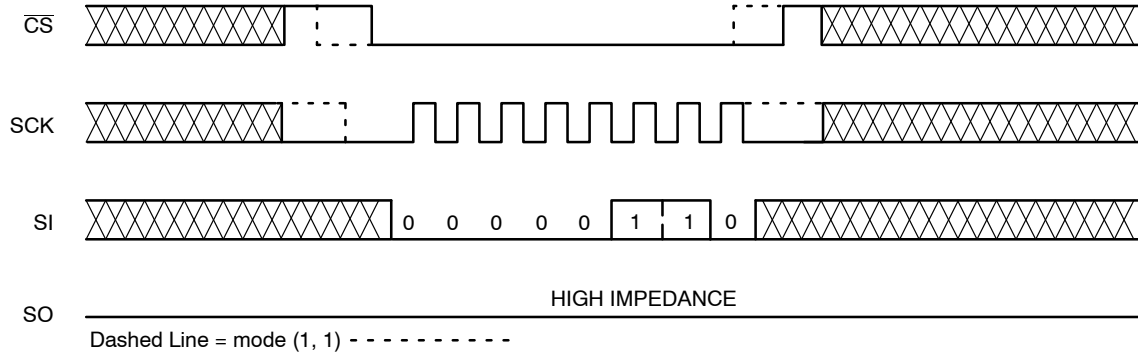 CS
SCK
SI 0 0 0 0 0 1 1 0
SO HIGH IMPEDANCE
Dashed Line = mode (1, 1)